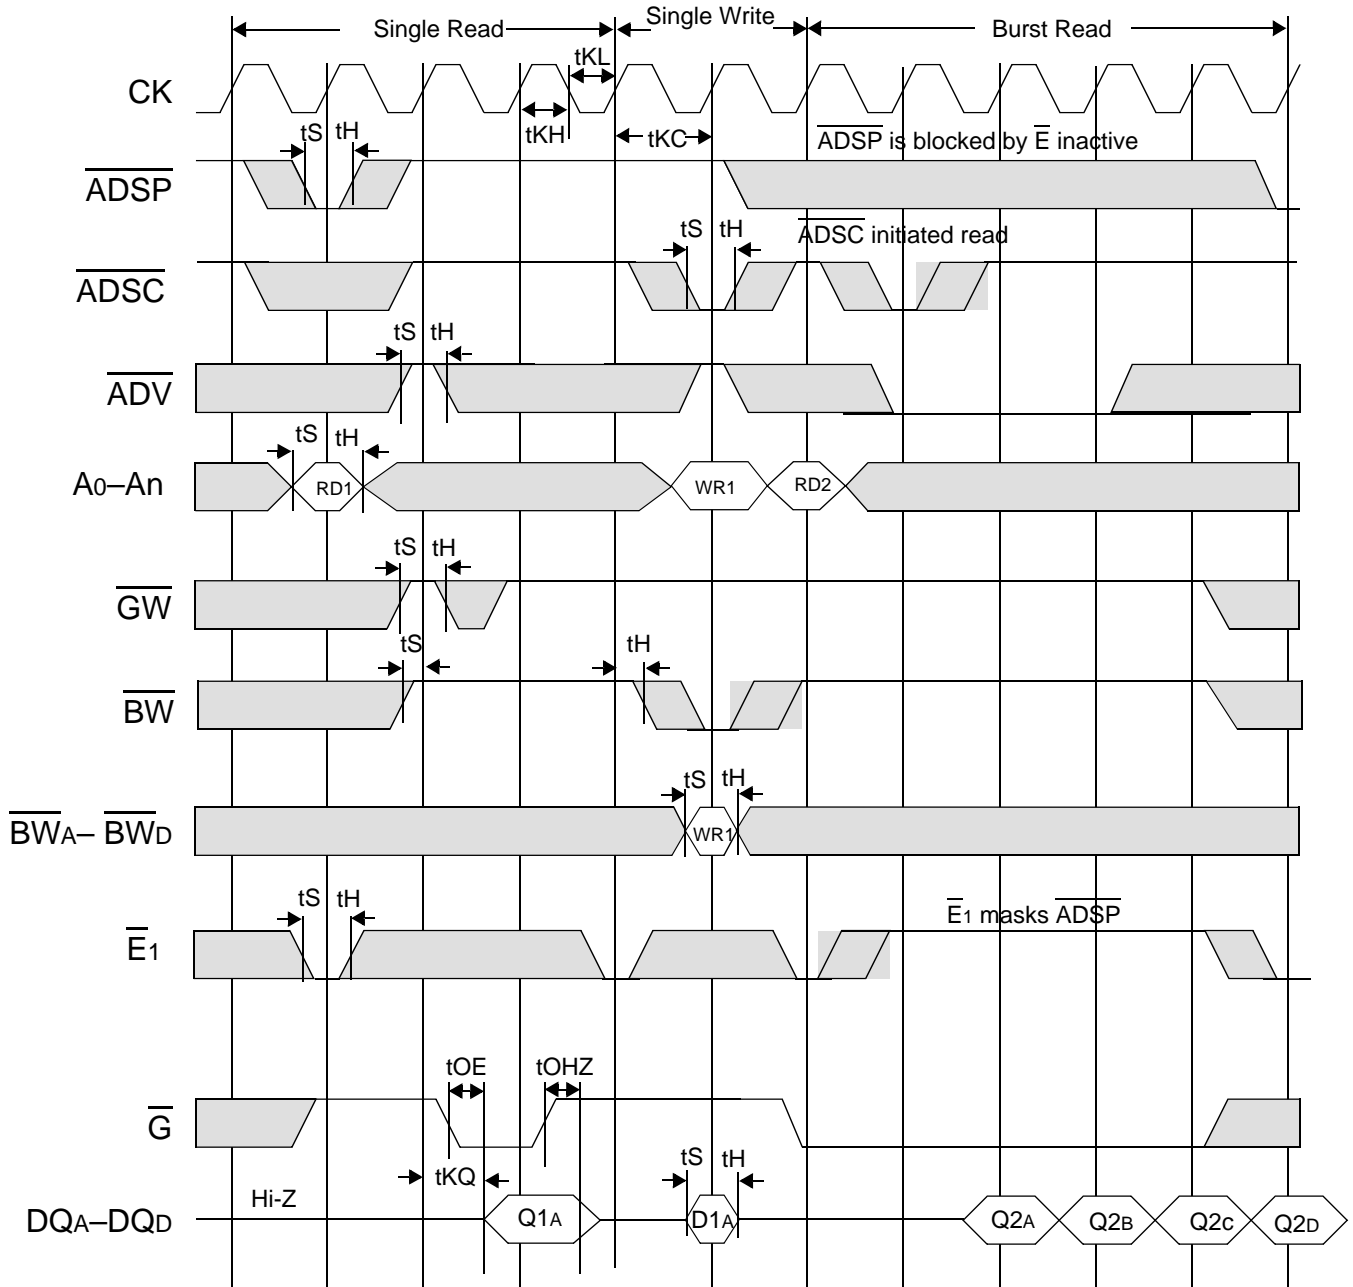 Single Read
Single Write
Burst Read
tKL
CK
tKH
tKC
tS tH
ADSP is blocked by E inactive
ADSP
tS tH
ADSC initiated read
ADSC
tS tH
ADV
tS tH
A0–An
RD1
WR1
RD2
tS tH
GW
tS
tH
BW
tS tH
BWA– BWD
WR1
tS tH
E1 masks ADSP
E1
tOE
tOHZ
G
tKQ
tS tH
Hi-Z
DQA–DQD
Q1A
D1A
Q2A
Q2B
Q2C
Q2D